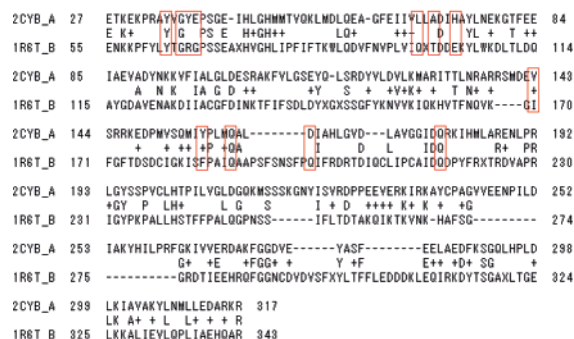 2CYB_A 27 ETKEKPRAYVGYEPSGE-IHLGHMMTVQKLMDLQEA-GFEIIVLLADIHAYLNEKGTFEE 84
E K+ Y G PS E H+GH++ LQ+ ++ + D YL + T +
1R6T_B 55 ENKKPFYLYTGRGPSSEAXHVGHLIPFIFTKWLQDVFNVPLVIQXTDDEKYLWKDLTLDQ 114
2CYB_A 85 IAEVADYNKKVFIALGLDESRAKFVLGSEYQ-LSRDYVLDVLKMARITTLNRARRSMDEV 143
A N K IA G D ++ +Y S + +V+K+ + T N+ + +
1R6T_B 115 AYGDAVENAKDIIACGFDINKTFIFSDLDYXGXSSGFYKNVVKIQKHVTFNQVK----GI 170
2CYB_A 144 SRRKEDPMVSQMIYPLMQAL--------DIAHLGVD--LAVGGIDQRKIHMLARENLPR 192
+ + ++ +P +QA I D L I D R+ PR
1R6T_B 171 FGFTDSDCIGKISFPAIQAAPSFSNSFPQIFRDRTDIQCLIPCAIDQDPYFRXTRDVAPR 230
2CYB_A 193 LGYSSPVCLHTPILVGLDGQKMSSSKGNYISVRDPPEEVERKIRKAYCPAGVVEENPILD 252
+GY P LH+ L G S I + D ++++ K+ K A + +G
1R6T_B 231 IGYPKPALLHSTFFPALQGPNSS------IFLTDTAKQIKTKVNK-HAFSG--------- 274
2CYB_A 253 IAKYHILPRFGKIVVERDAKFGGDVE------YASF-------EELAEDFKSGQLHPLD 298
G+ +E +FGG+ + Y +F E++ +D+ SG +
1R6T_B 275 ----------GRDTIEEHRQFGGNCDVDVSFXYLTFFLEDDDKLEQIRKDYTSGAXLTGE 324
2CYB_A 299 LKIAVAKYLNMLLEDARKR 317
LK A+ + L L+ + + R
1R6T_B 325 LKKALIEVLQPLIAEHQAR 343